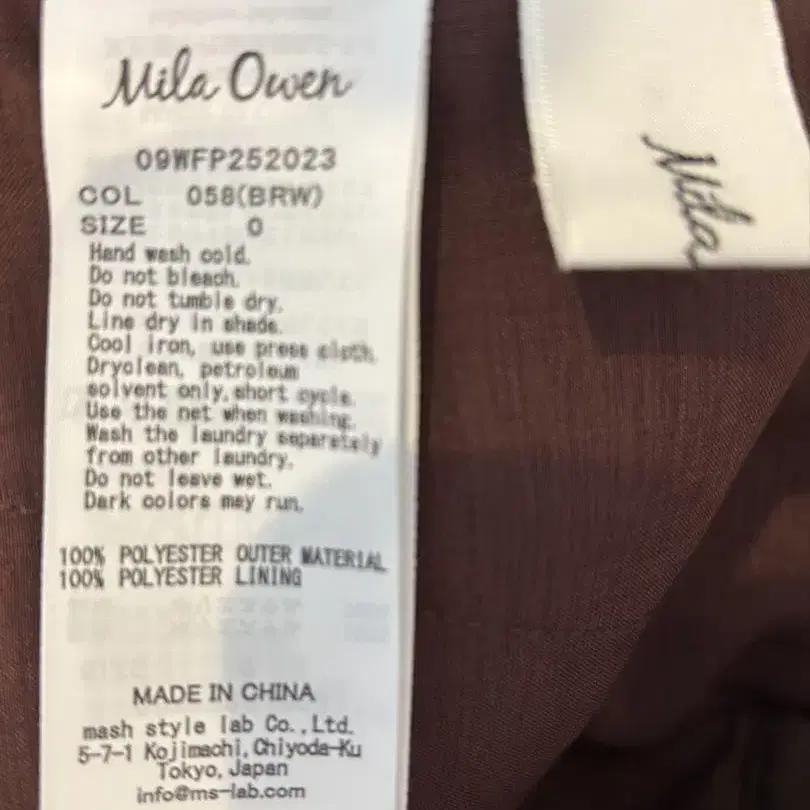 Mila Owen
09WFP252023
COL 058(BRW)
SIZE 0
Hand wash cold.
Do not bleach.
Do not tumble dry.
Line dry in shade.
Cool iron, use press cloth.
Dryclean, petroleum
solvent only,short cycle.
Use the net when washing.
Wash the laundry separately
from other laundry.
Do not leave wet.
Dark colors may run.
100% POLYESTER OUTER MATERIAL
100% POLYESTER LINING
MADE IN CHINA
mash style lab Co.,Ltd.
5-7-1 Kojimachi,Chiyoda-Ku
Tokyo,Japan
info@ms-lab.com
Mila